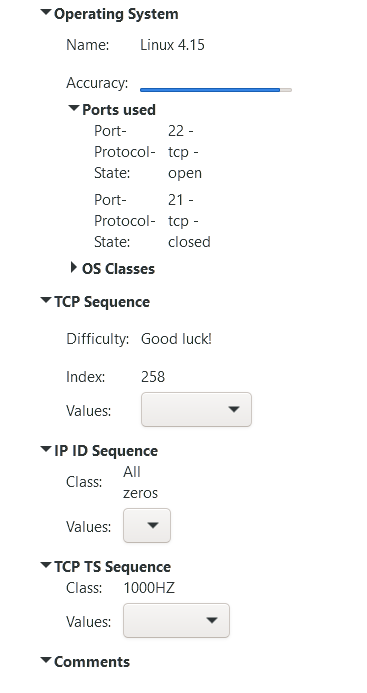 Operating System
Name: Linux 4.15
Accuracy:
Ports used
Port- 22 -
Protocol- tcp -
State: open
Port- 21 -
Protocol- tcp -
State: closed
OS Classes
TCP Sequence
Difficulty: Good luck!
Index: 258
Values:
IP ID Sequence
Class: All
zeros
Values:
TCP TS Sequence
Class: 1000HZ
Values:
Comments